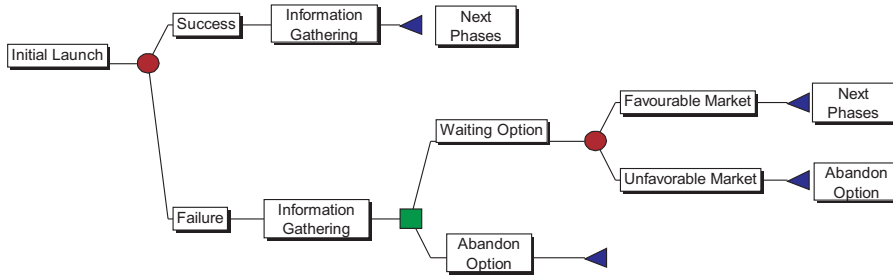 Initial Launch
Success
Information
Gathering
Next
Phases
Failure
Information
Gathering
Waiting Option
Favourable Market
Next
Phases
Unfavorable Market
Abandon
Option
Abandon
Option